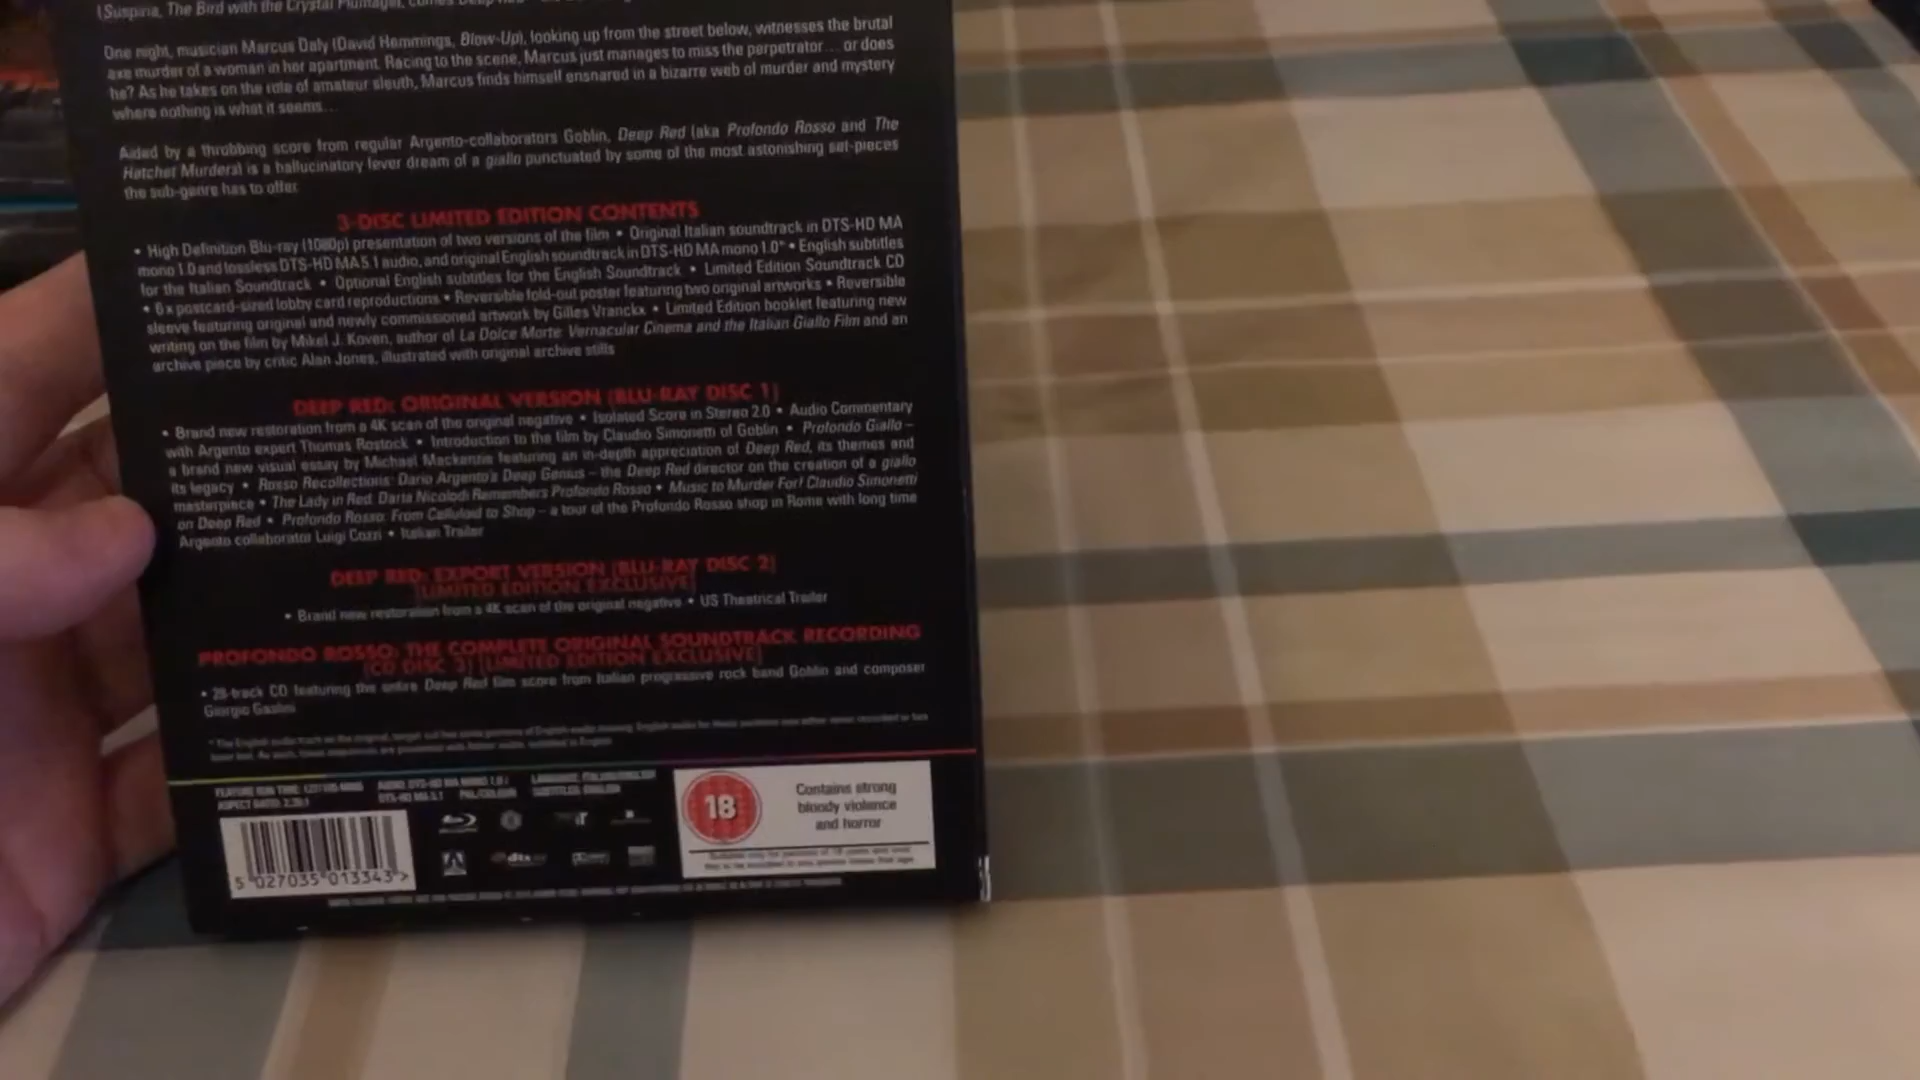 (Suspiria, The Bird with the Crystal Plumage), comes Deep Red
One night, musician Marcus Daly (David Hemmings, Blow-Up), looking up from the street below, witnesses the brutal
axe murder of a woman in her apartment. Racing to the scene, Marcus just manages to miss the perpetrator... or does
he? As he takes on the role of amateur sleuth, Marcus finds himself ensnared in a bizarre web of murder and mystery
where nothing is what it seems...
Aided by a throbbing score from regular Argento-collaborators Goblin, Deep Red (aka Profondo Rosso and The
Hatchet Murders) is a hallucinatory fever dream of a giallo punctuated by some of the most astonishing set-pieces
the sub-genre has to offer.
3-DISC LIMITED EDITION CONTENTS
• High Definition Blu-ray (1080p) presentation of two versions of the film • Original Italian soundtrack in DTS-HD MA
mono 1.0 and lossless DTS-HD MA 5.1 audio, and original English soundtrack in DTS-HD MA mono 1.0* • English subtitles
for the Italian Soundtrack • Optional English subtitles for the English Soundtrack • Limited Edition Soundtrack CD
• 6 x postcard-sized lobby card reproductions • Reversible fold-out poster featuring two original artworks • Reversible
sleeve featuring original and newly commissioned artwork by Gilles Vranckx • Limited Edition booklet featuring new
writing on the film by Mikel J. Koven, author of La Dolce Morte: Vernacular Cinema and the Italian Giallo Film and an
archive piece by critic Alan Jones, illustrated with original archive stills
DEEP RED: ORIGINAL VERSION [BLU-RAY DISC 1]
• Brand new restoration from a 4K scan of the original negative • Isolated Score in Stereo 2.0 • Audio Commentary
with Argento expert Thomas Rostock • Introduction to the film by Claudio Simonetti of Goblin • Profondo Giallo –
a brand new visual essay by Michael Mackenzie featuring an in-depth appreciation of Deep Red, its themes and
its legacy • Rosso Recollections: Dario Argento's Deep Genius – the Deep Red director on the creation of a giallo
masterpiece • The Lady in Red: Daria Nicolodi Remembers Profondo Rosso • Music to Murder For! Claudio Simonetti
on Deep Red • Profondo Rosso: From Celluloid to Shop – a tour of the Profondo Rosso shop in Rome with long time
Argento collaborator Luigi Cozzi • Italian Trailer
DEEP RED: EXPORT VERSION [BLU-RAY DISC 2]
[LIMITED EDITION EXCLUSIVE]
• Brand new restoration from a 4K scan of the original negative • US Theatrical Trailer
PROFONDO ROSSO: THE COMPLETE ORIGINAL SOUNDTRACK RECORDING
[CD DISC 3] [LIMITED EDITION EXCLUSIVE]
• 28-track CD featuring the entire Deep Red film score from Italian progressive rock band Goblin and composer
Giorgio Gaslini
18
Contains strong
bloody violence
and horror
dts
5 027035 013343 >